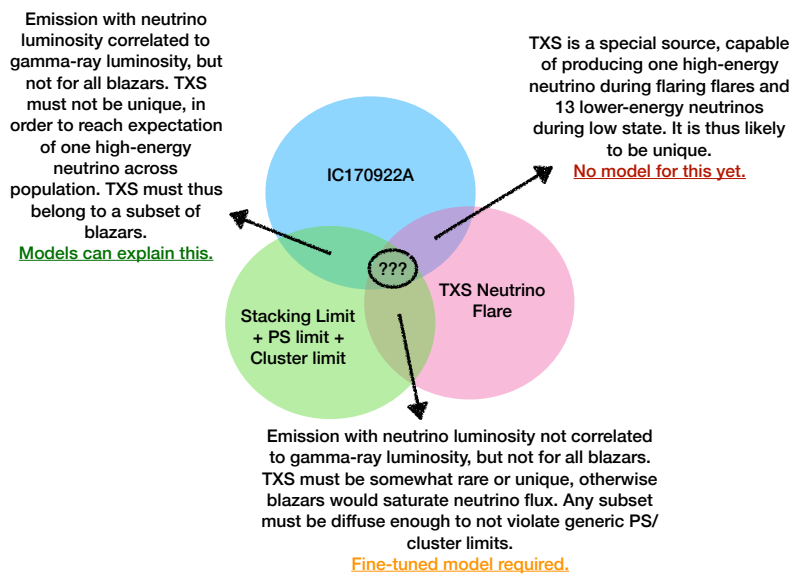 Emission with neutrino
luminosity correlated to
gamma-ray luminosity, but
not for all blazars. TXS
must not be unique, in
order to reach expectation
of one high-energy
neutrino across
population. TXS must thus
belong to a subset of
blazars.
Models can explain this.
TXS is a special source, capable
of producing one high-energy
neutrino during flaring flares and
13 lower-energy neutrinos
during low state. It is thus likely
to be unique.
No model for this yet.
IC170922A
???
TXS Neutrino
Flare
Stacking Limit
+ PS limit +
Cluster limit
Emission with neutrino luminosity not correlated
to gamma-ray luminosity, but not for all blazars.
TXS must be somewhat rare or unique, otherwise
blazars would saturate neutrino flux. Any subset
must be diffuse enough to not violate generic PS/
cluster limits.
Fine-tuned model required.